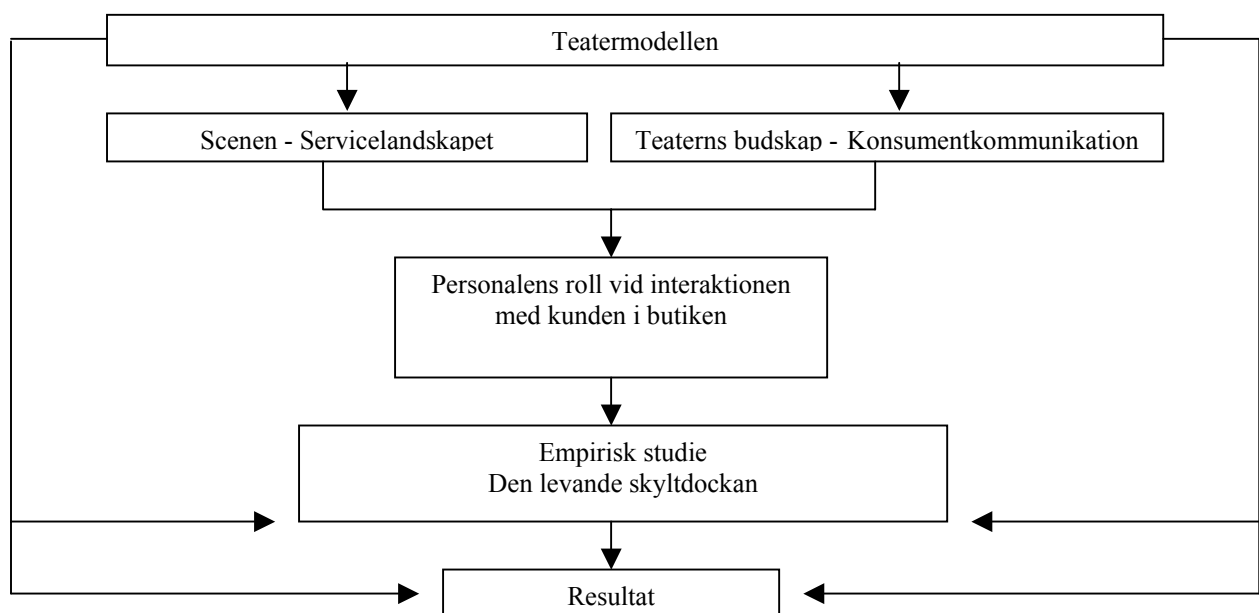 Teatermodellen
Scenen - Servicelandskapet
Teaterns budskap - Konsumentkommunikation
Personalens roll vid interaktionen
med kunden i butiken
Empirisk studie
Den levande skyltdockan
Resultat